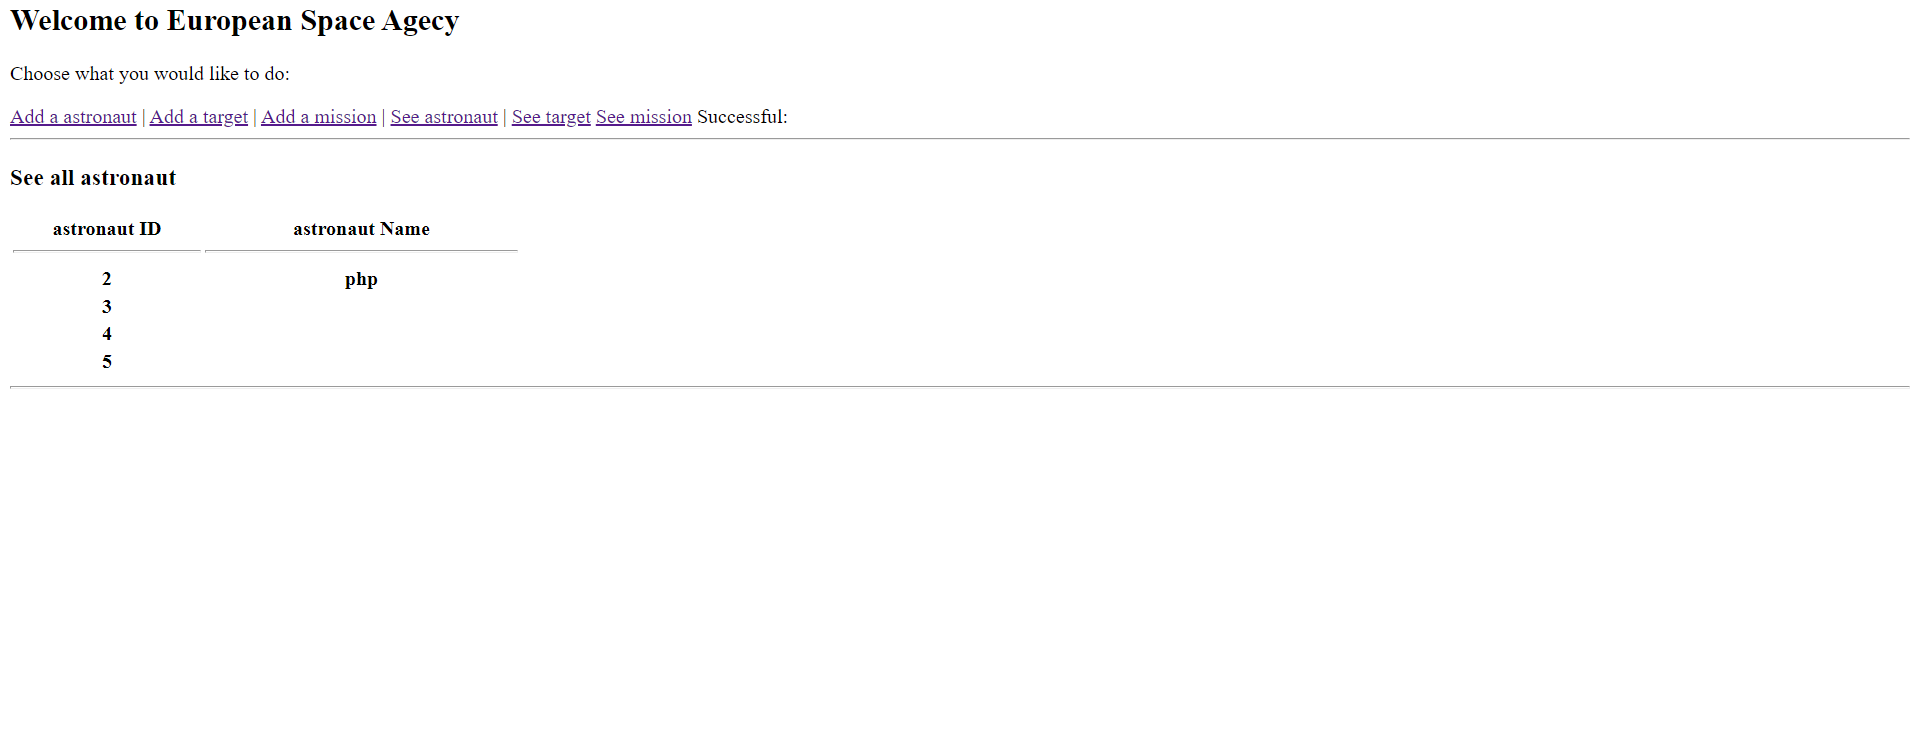 Welcome to European Space Agecy
Choose what you would like to do:
Add a astronaut | Add a target | Add a mission | See astronaut | See target See mission Successful:
See all astronaut
astronaut ID astronaut Name
2 php
3
4
5